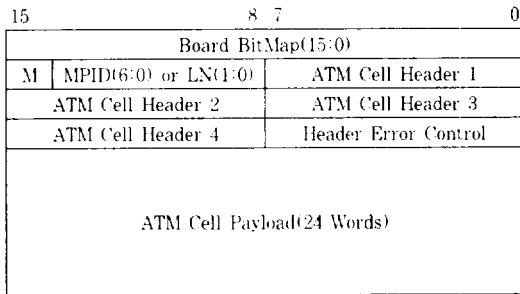 15 8 7 0
Board BitMap(15:0)
M MPID(6:0) or LN(1:0) ATM Cell Header 1
ATM Cell Header 2 ATM Cell Header 3
ATM Cell Header 4 Header Error Control
ATM Cell Payload(24 Words)